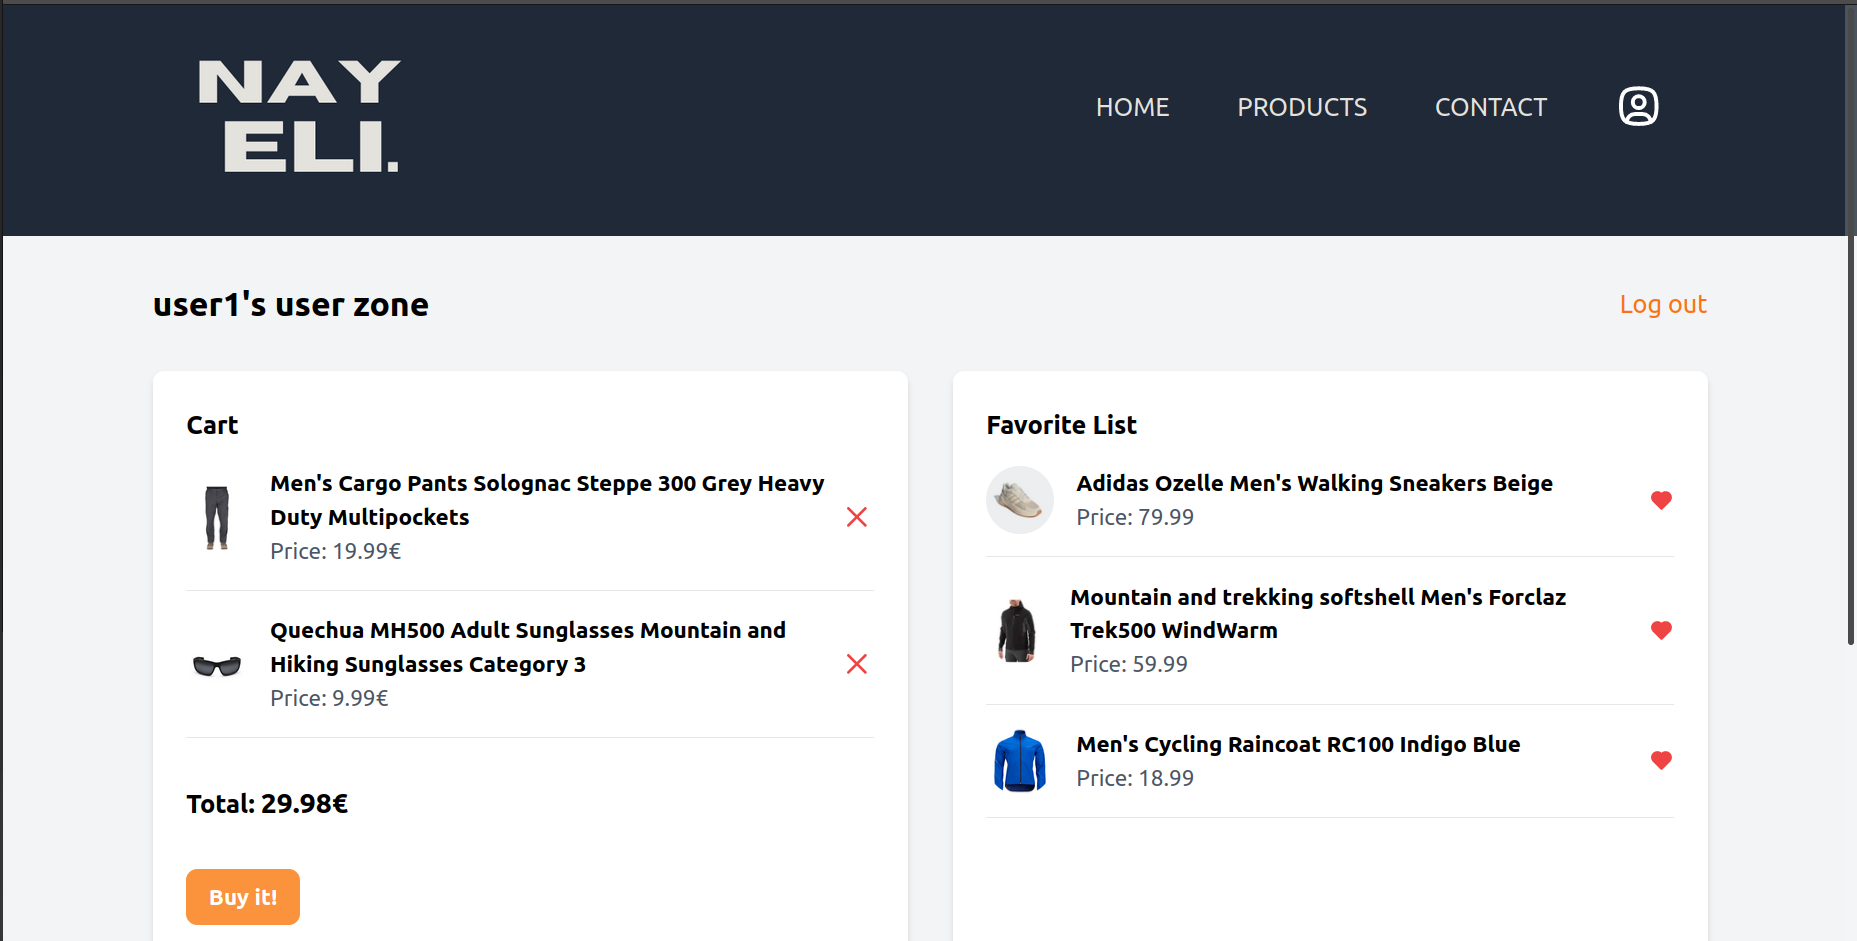 NAY
ELI.
HOME
PRODUCTS
CONTACT
user1's user zone
Log out
Cart
Men's Cargo Pants Solognac Steppe 300 Grey Heavy
Duty Multipockets
Price: 19.99€
Quechua MH500 Adult Sunglasses Mountain and
Hiking Sunglasses Category 3
Price: 9.99€
Total: 29.98€
Buy it!
Favorite List
Adidas Ozelle Men's Walking Sneakers Beige
Price: 79.99
Mountain and trekking softshell Men's Forclaz
Trek500 WindWarm
Price: 59.99
Men's Cycling Raincoat RC100 Indigo Blue
Price: 18.99